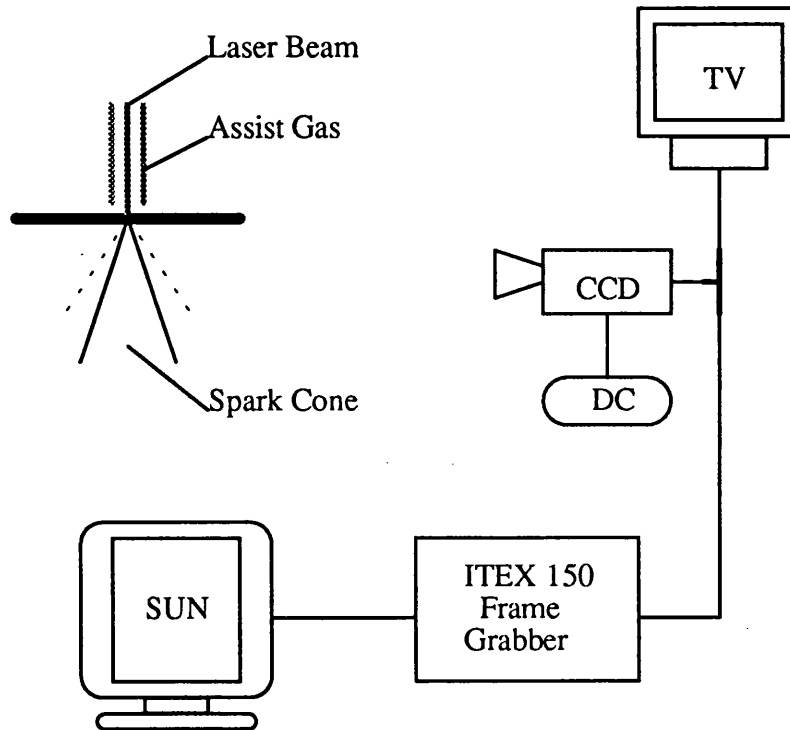 Laser Beam
TV
Assist Gas
CCD
DC
Spark Cone
SUN
ITEX 150
Frame
Grabber